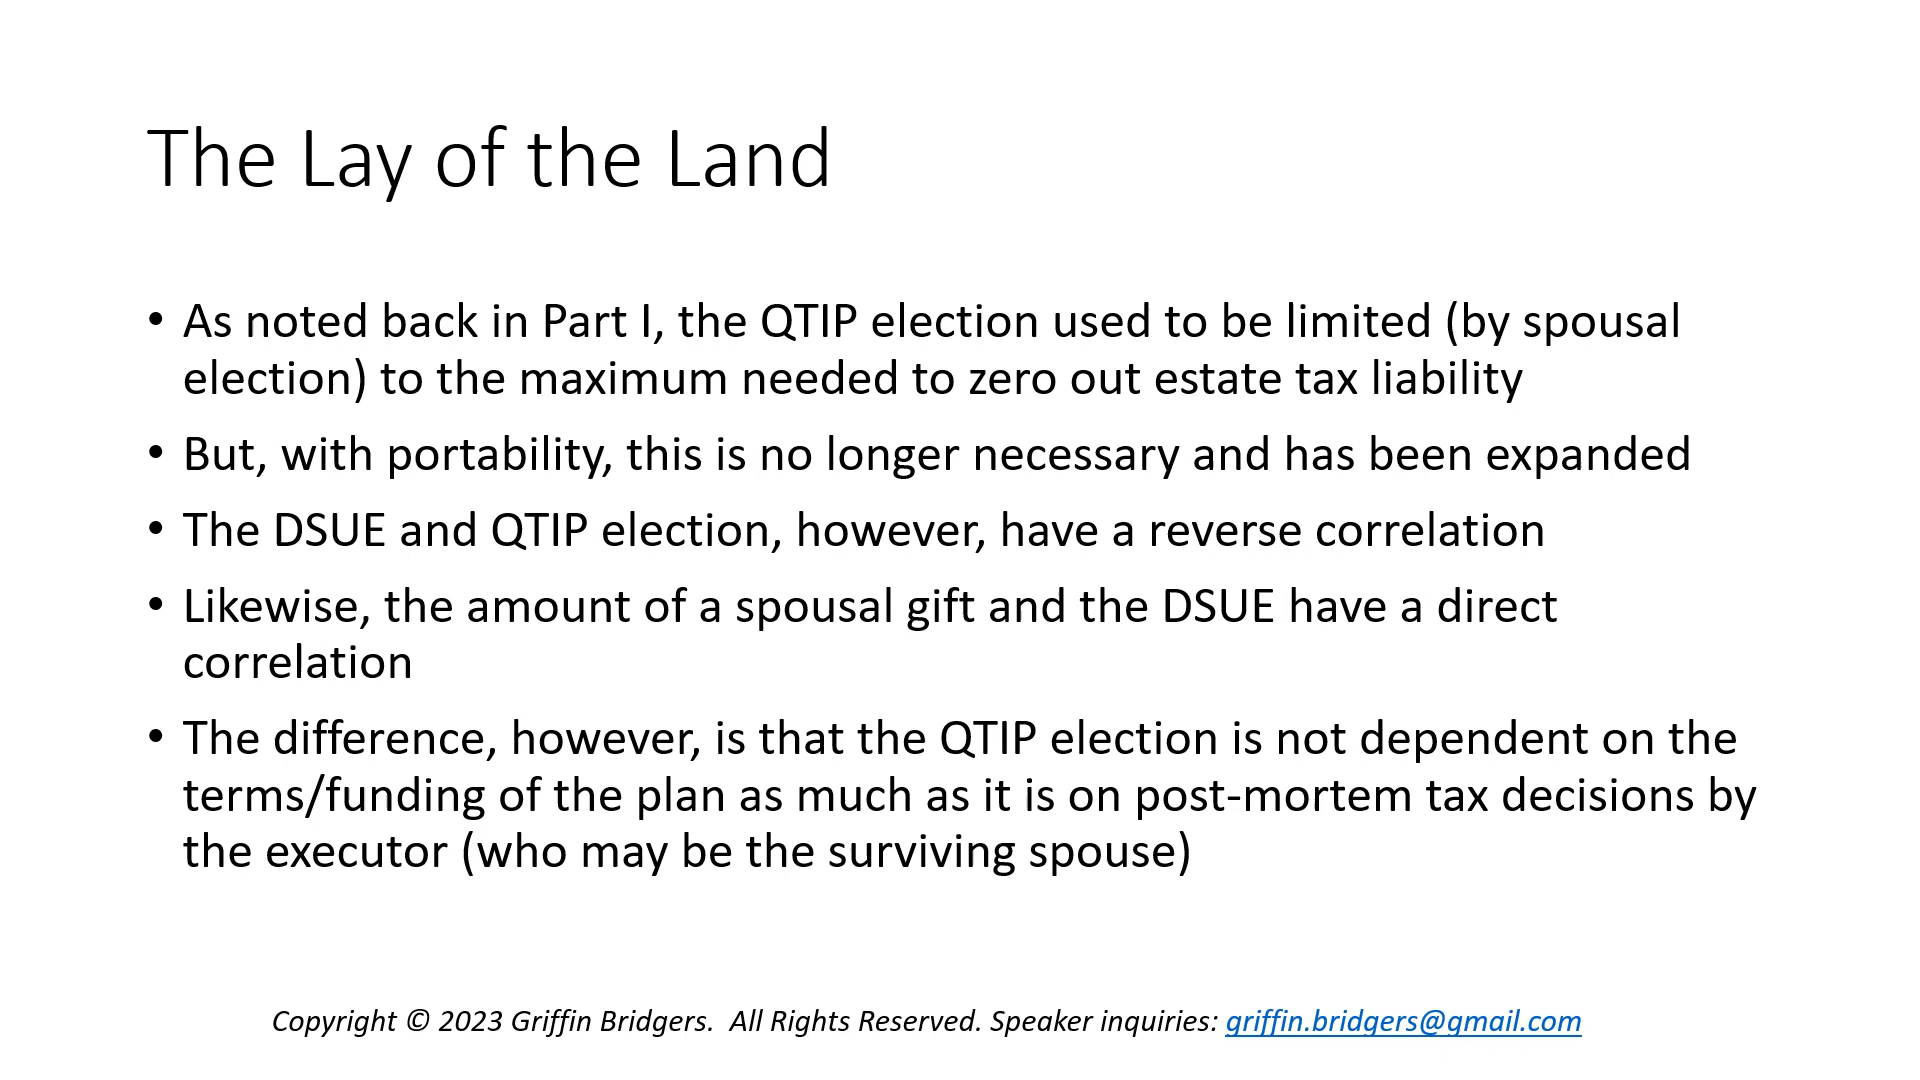 The Lay of the Land
• As noted back in Part I, the QTIP election used to be limited (by spousal
election) to the maximum needed to zero out estate tax liability
• But, with portability, this is no longer necessary and has been expanded
• The DSUE and QTIP election, however, have a reverse correlation
• Likewise, the amount of a spousal gift and the DSUE have a direct
correlation
• The difference, however, is that the QTIP election is not dependent on the
terms/funding of the plan as much as it is on post-mortem tax decisions by
the executor (who may be the surviving spouse)
Copyright © 2023 Griffin Bridgers.  All Rights Reserved. Speaker inquiries: griffin.bridgers@gmail.com